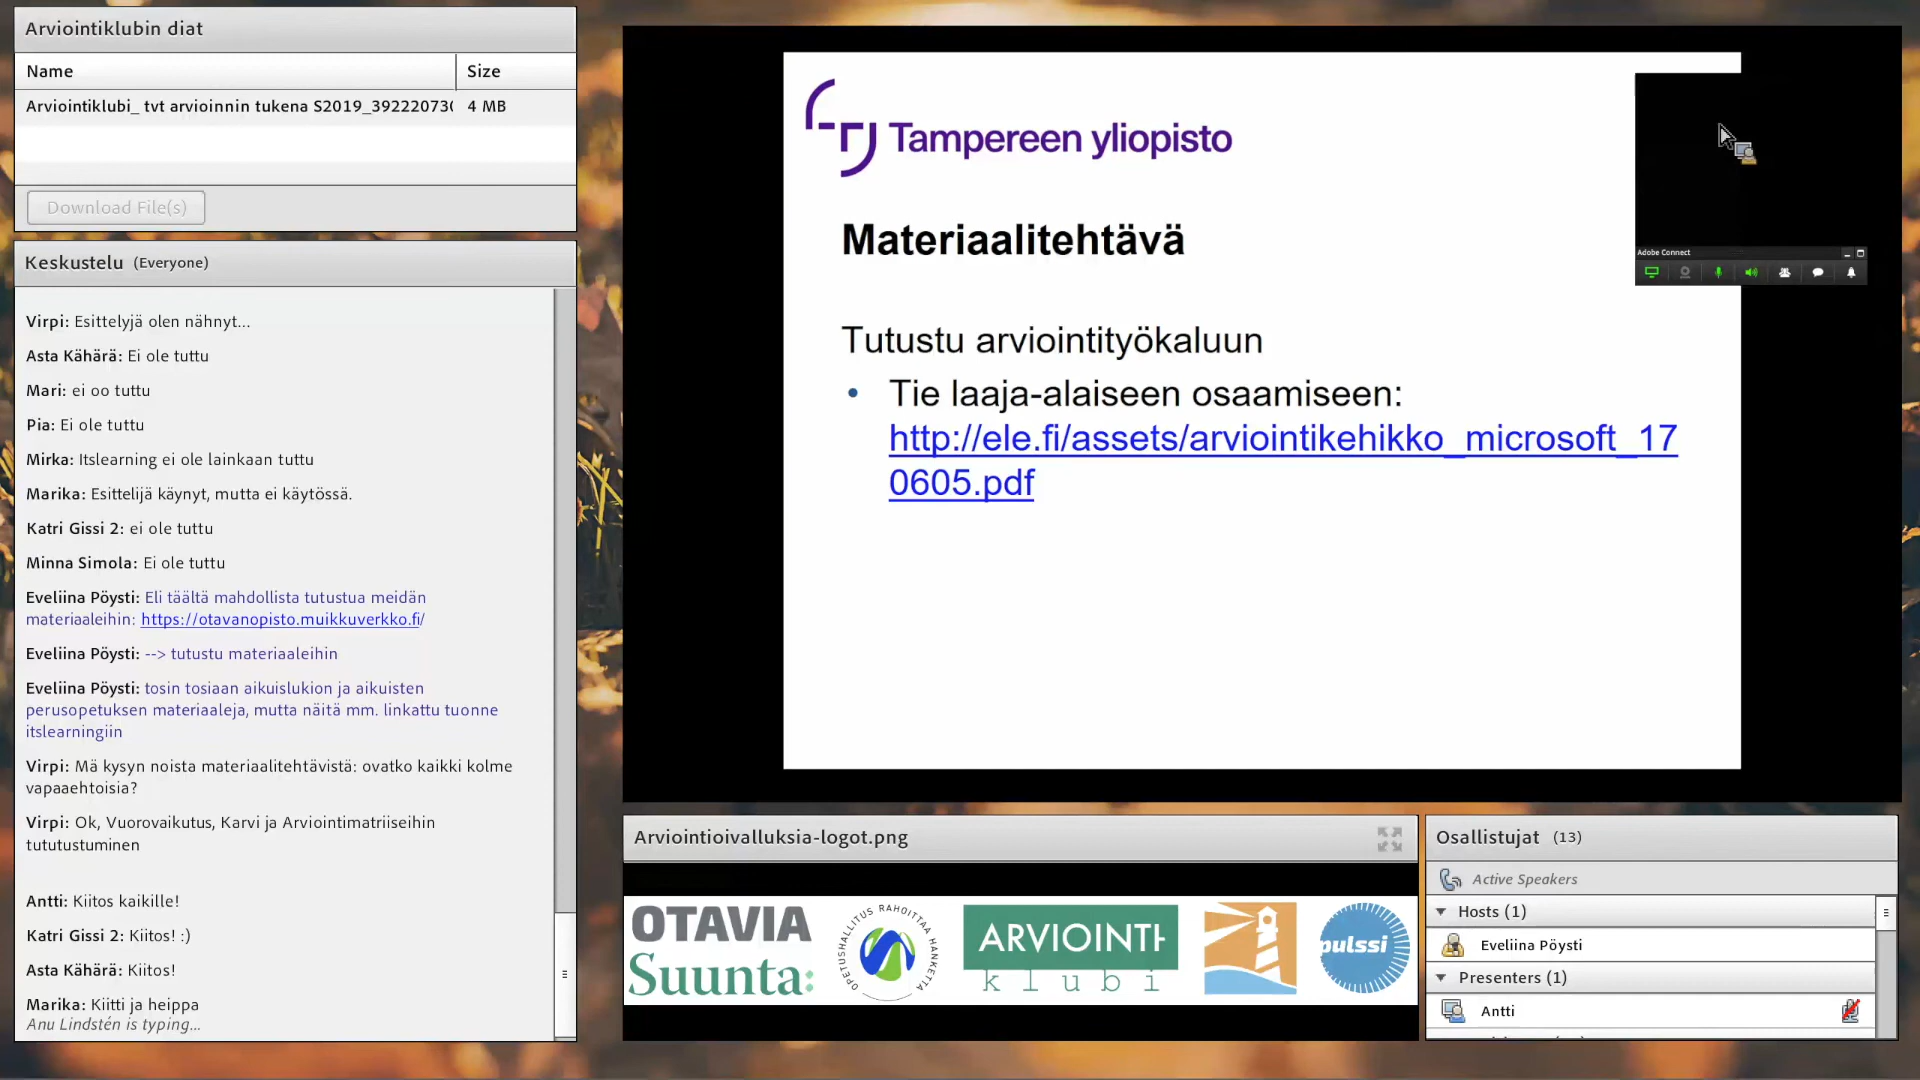 Arviointiklubin diat
Name
Size
Arviointiklubi_ tvt arvioinnin tukena S2019_39222073
4 MB
Download File(s)
Keskustelu (Everyone)
Virpi: Esittelyjä olen nähnyt...
Asta Kähärä: Ei ole tuttu
Mari: ei oo tuttu
Pia: Ei ole tuttu
Mirka: Itslearning ei ole lainkaan tuttu
Marika: Esittelijä käynyt, mutta ei käytössä.
Katri Gissi 2: ei ole tuttu
Minna Simola: Ei ole tuttu
Eveliina Pöysti: Eli täältä mahdollista tutustua meidän
materiaaleihin: https://otavanopisto.muikkuverkko.fi/
Eveliina Pöysti: --> tutustu materiaaleihin
Eveliina Pöysti: tosin tosiaan aikuislukion ja aikuisten
perusopetuksen materiaaleja, mutta näitä mm. linkattu tuonne
itslearningiin
Virpi: Mä kysyn noista materiaalitehtävistä: ovatko kaikki kolme
vapaaehtoisia?
Virpi: Ok, Vuorovaikutus, Karvi ja Arviointimatriiseihin
tututustuminen
Antti: Kiitos kaikille!
Katri Gissi 2: Kiitos! :)
Asta Kähärä: Kiitos!
Marika: Kiitti ja heippa
Anu Lindstén is typing...
Tampereen yliopisto
Materiaalitehtävä
Tutustu arviointityökaluun
• Tie laaja-alaiseen osaamiseen:
http://ele.fi/assets/arviointikehikko_microsoft_17
0605.pdf
Adobe Connect
Arviointioivalluksia-logot.png
OTAVIA
Suunta:
OPETUSHALLITUS RAHOITTAA HANKETTA
ARVIOINTI
klubi
pulssi
Osallistujat (13)
Active Speakers
Hosts (1)
Eveliina Pöysti
Presenters (1)
Antti